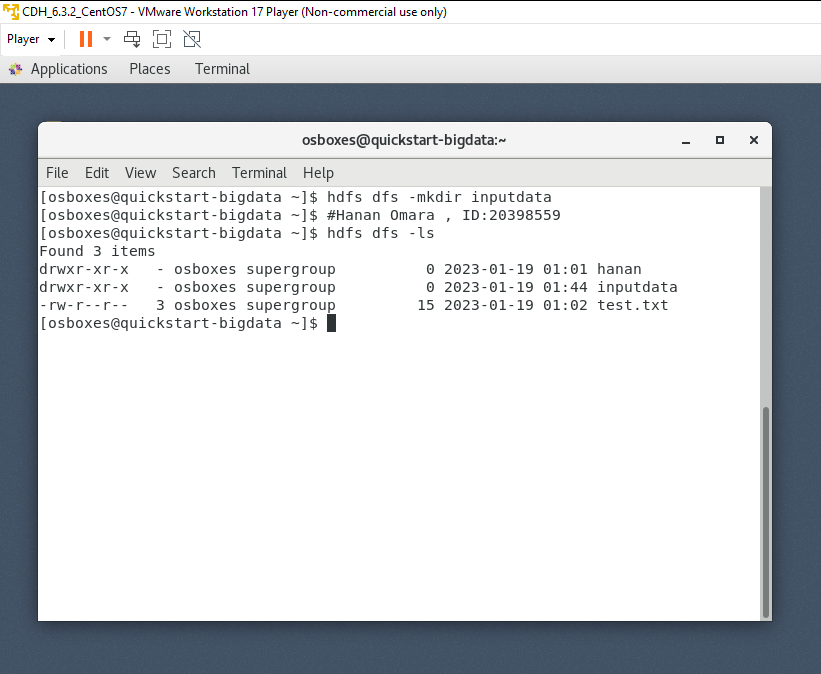 CDH_6.3.2_CentOS7 - VMware Workstation 17 Player (Non-commercial use only)
Player
Applications Places Terminal
osboxes@quickstart-bigdata:~
File Edit View Search Terminal Help
[osboxes@quickstart-bigdata ~]$ hdfs dfs -mkdir inputdata
[osboxes@quickstart-bigdata ~]$ #Hanan Omara , ID:20398559
[osboxes@quickstart-bigdata ~]$ hdfs dfs -ls
Found 3 items
drwxr-xr-x   - osboxes supergroup          0 2023-01-19 01:01 hanan
drwxr-xr-x   - osboxes supergroup          0 2023-01-19 01:44 inputdata
-rw-r--r--   3 osboxes supergroup         15 2023-01-19 01:02 test.txt
[osboxes@quickstart-bigdata ~]$